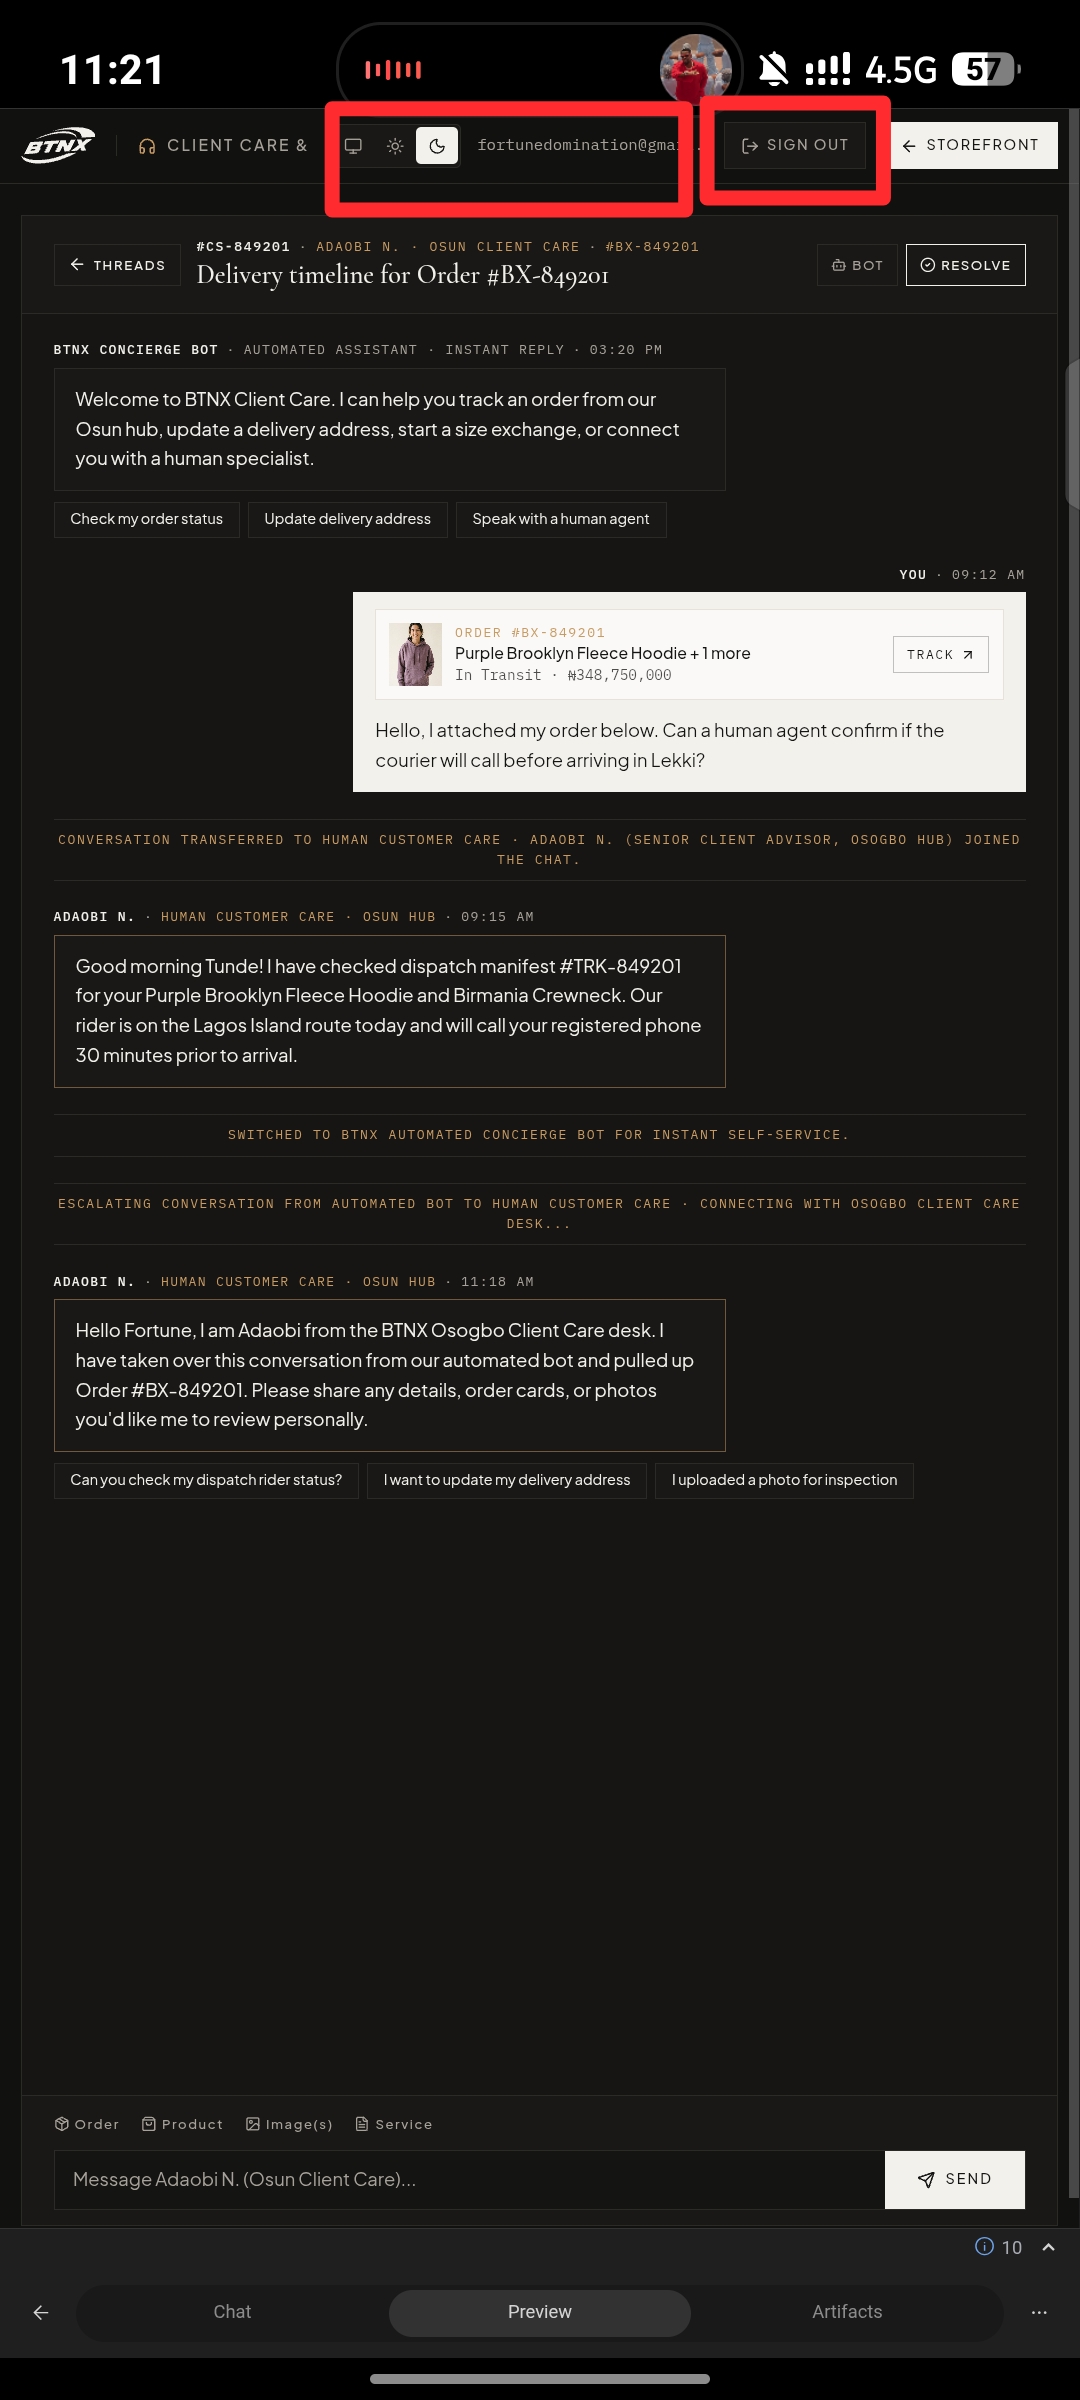 11:21
4.5G 57
BTNX CLIENT CARE & fortunedomination@gma SIGN OUT STOREFRONT
THREADS
#CS-849201 · ADAOBI N. · OSUN CLIENT CARE · #BX-849201
Delivery timeline for Order #BX-849201
BOT RESOLVE
BTNX CONCIERGE BOT · AUTOMATED ASSISTANT · INSTANT REPLY · 03:20 PM
Welcome to BTNX Client Care. I can help you track an order from our
Osun hub, update a delivery address, start a size exchange, or connect
you with a human specialist.
Check my order status Update delivery address Speak with a human agent
YOU · 09:12 AM
ORDER #BX-849201
Purple Brooklyn Fleece Hoodie + 1 more
In Transit · ₦348,750,000
TRACK
Hello, I attached my order below. Can a human agent confirm if the
courier will call before arriving in Lekki?
CONVERSATION TRANSFERRED TO HUMAN CUSTOMER CARE · ADAOBI N. (SENIOR CLIENT ADVISOR, OSOGBO HUB) JOINED
THE CHAT.
ADAOBI N. · HUMAN CUSTOMER CARE · OSUN HUB · 09:15 AM
Good morning Tunde! I have checked dispatch manifest #TRK-849201
for your Purple Brooklyn Fleece Hoodie and Birmania Crewneck. Our
rider is on the Lagos Island route today and will call your registered phone
30 minutes prior to arrival.
SWITCHED TO BTNX AUTOMATED CONCIERGE BOT FOR INSTANT SELF-SERVICE.
ESCALATING CONVERSATION FROM AUTOMATED BOT TO HUMAN CUSTOMER CARE · CONNECTING WITH OSOGBO CLIENT CARE
DESK...
ADAOBI N. · HUMAN CUSTOMER CARE · OSUN HUB · 11:18 AM
Hello Fortune, I am Adaobi from the BTNX Osogbo Client Care desk. I
have taken over this conversation from our automated bot and pulled up
Order #BX-849201. Please share any details, order cards, or photos
you'd like me to review personally.
Can you check my dispatch rider status? I want to update my delivery address I uploaded a photo for inspection
Order Product Image(s) Service
Message Adaobi N. (Osun Client Care)...
SEND
10
Chat Preview Artifacts